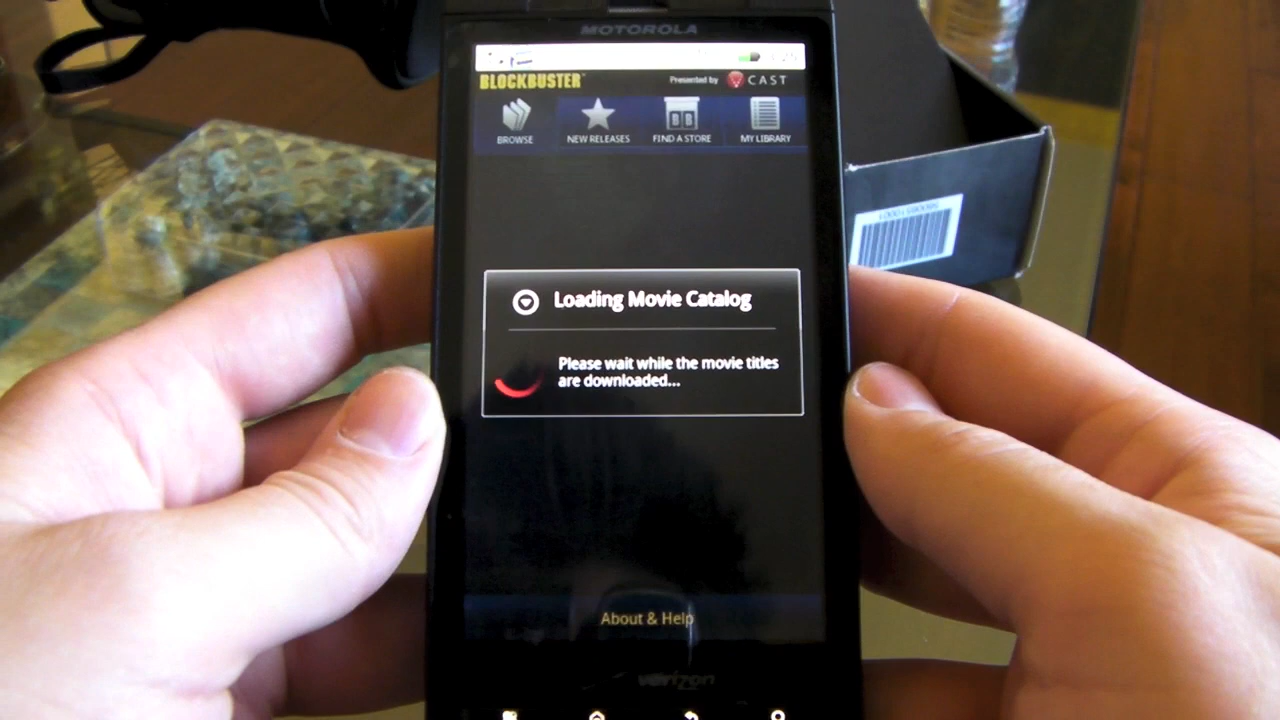 MOTOROLA
BLOCKBUSTER
Presented by V CAST
BROWSE
NEW RELEASES
FIND A STORE
MY LIBRARY
Loading Movie Catalog
Please wait while the movie titles
are downloaded...
About & Help
verizon